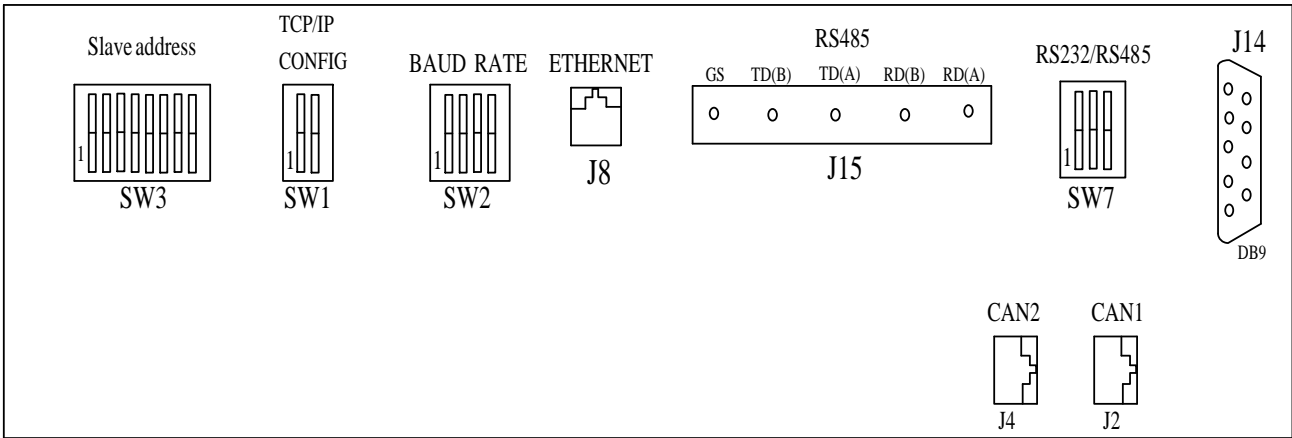 Slave address
1
SW3
TCP/IP
CONFIG
1
SW1
BAUD RATE
1
SW2
ETHERNET
J8
RS485
GS TD(B) TD(A) RD(B) RD(A)
J15
RS232/RS485
1
SW7
J14
DB9
CAN2
J4
CAN1
J2